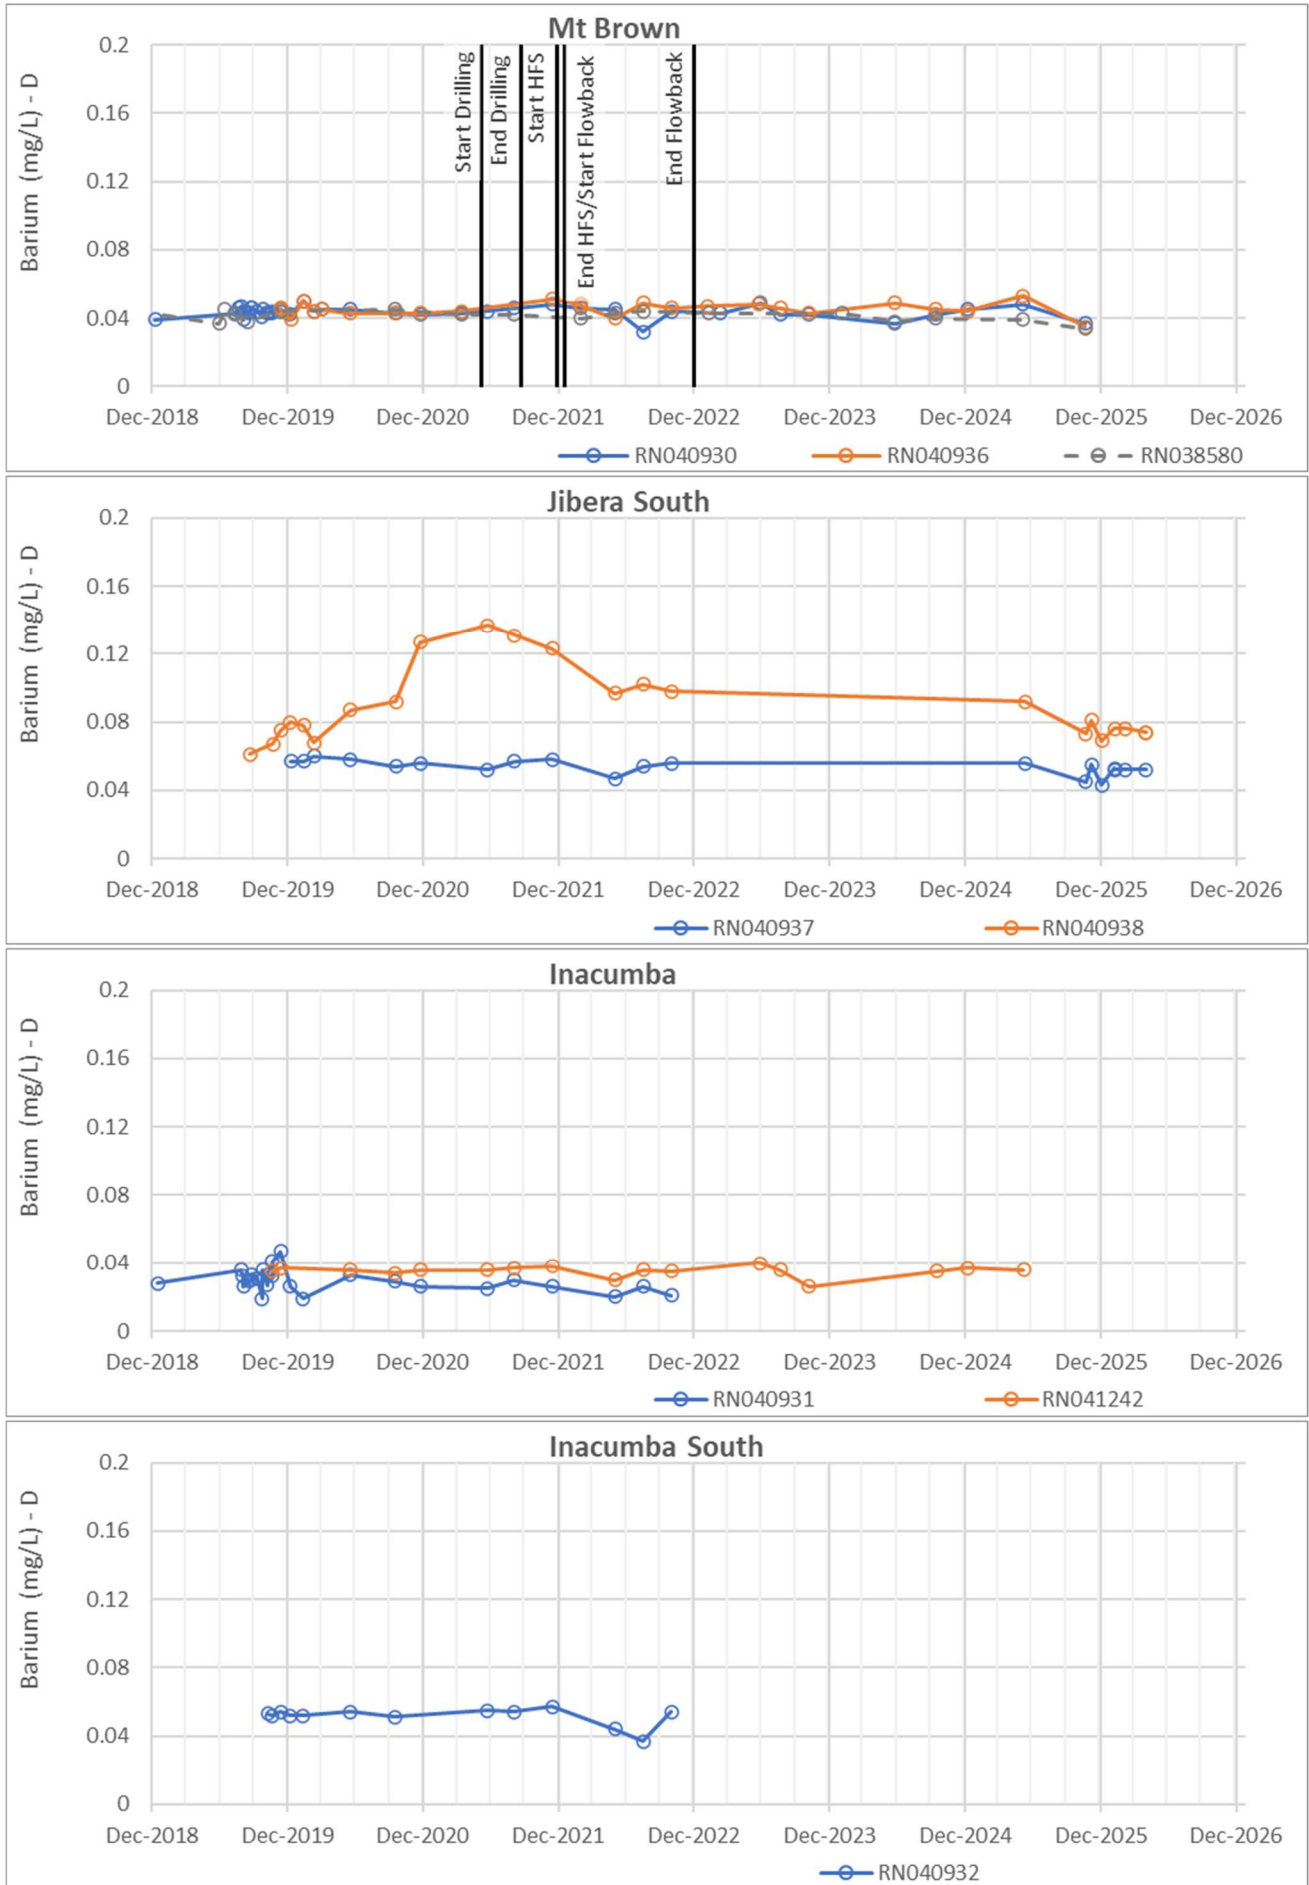 Mt Brown
Barium (mg/L) - D
0.2
0.16
0.12
0.08
0.04
0
Start Drilling
End Drilling
Start HFS
End HFS/Start Flowback
End Flowback
Dec-2018 Dec-2019 Dec-2020 Dec-2021 Dec-2022 Dec-2023 Dec-2024 Dec-2025 Dec-2026
RN040930 RN040936 RN038580
Jibera South
Barium (mg/L) - D
0.2
0.16
0.12
0.08
0.04
0
Dec-2018 Dec-2019 Dec-2020 Dec-2021 Dec-2022 Dec-2023 Dec-2024 Dec-2025 Dec-2026
RN040937 RN040938
Inacumba
Barium (mg/L) - D
0.2
0.16
0.12
0.08
0.04
0
Dec-2018 Dec-2019 Dec-2020 Dec-2021 Dec-2022 Dec-2023 Dec-2024 Dec-2025 Dec-2026
RN040931 RN041242
Inacumba South
Barium (mg/L) - D
0.2
0.16
0.12
0.08
0.04
0
Dec-2018 Dec-2019 Dec-2020 Dec-2021 Dec-2022 Dec-2023 Dec-2024 Dec-2025 Dec-2026
RN040932